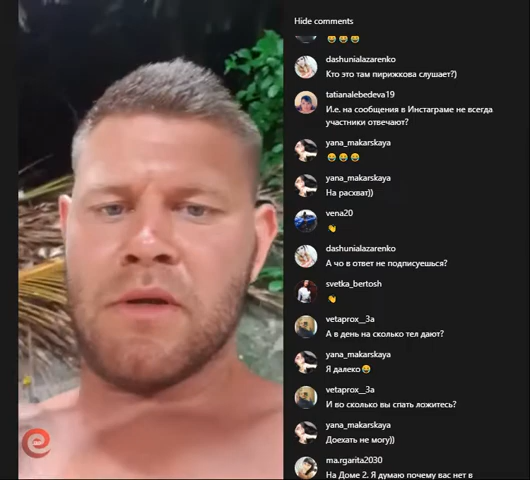 Hide comments
dashunialazarenko
Кто это там пирижкова слушает?)
tatianalebedeva19
И.е. на сообщения в Инстаграме не всегда
участники отвечают?
yana_makarskaya
😂 😂 😂
yana_makarskaya
На расхват))
vena20
👏
dashunialazarenko
А чо в ответ не подписуешься?
svetka_bertosh
👏
vetaprox__3a
А в день на сколько тел дают?
yana_makarskaya
Я далеко😂
vetaprox__3a
И во сколько вы спать ложитесь?
yana_makarskaya
Доехать не могу))
ma.rgarita2030
На Доме 2. Я думаю почему вас нет в